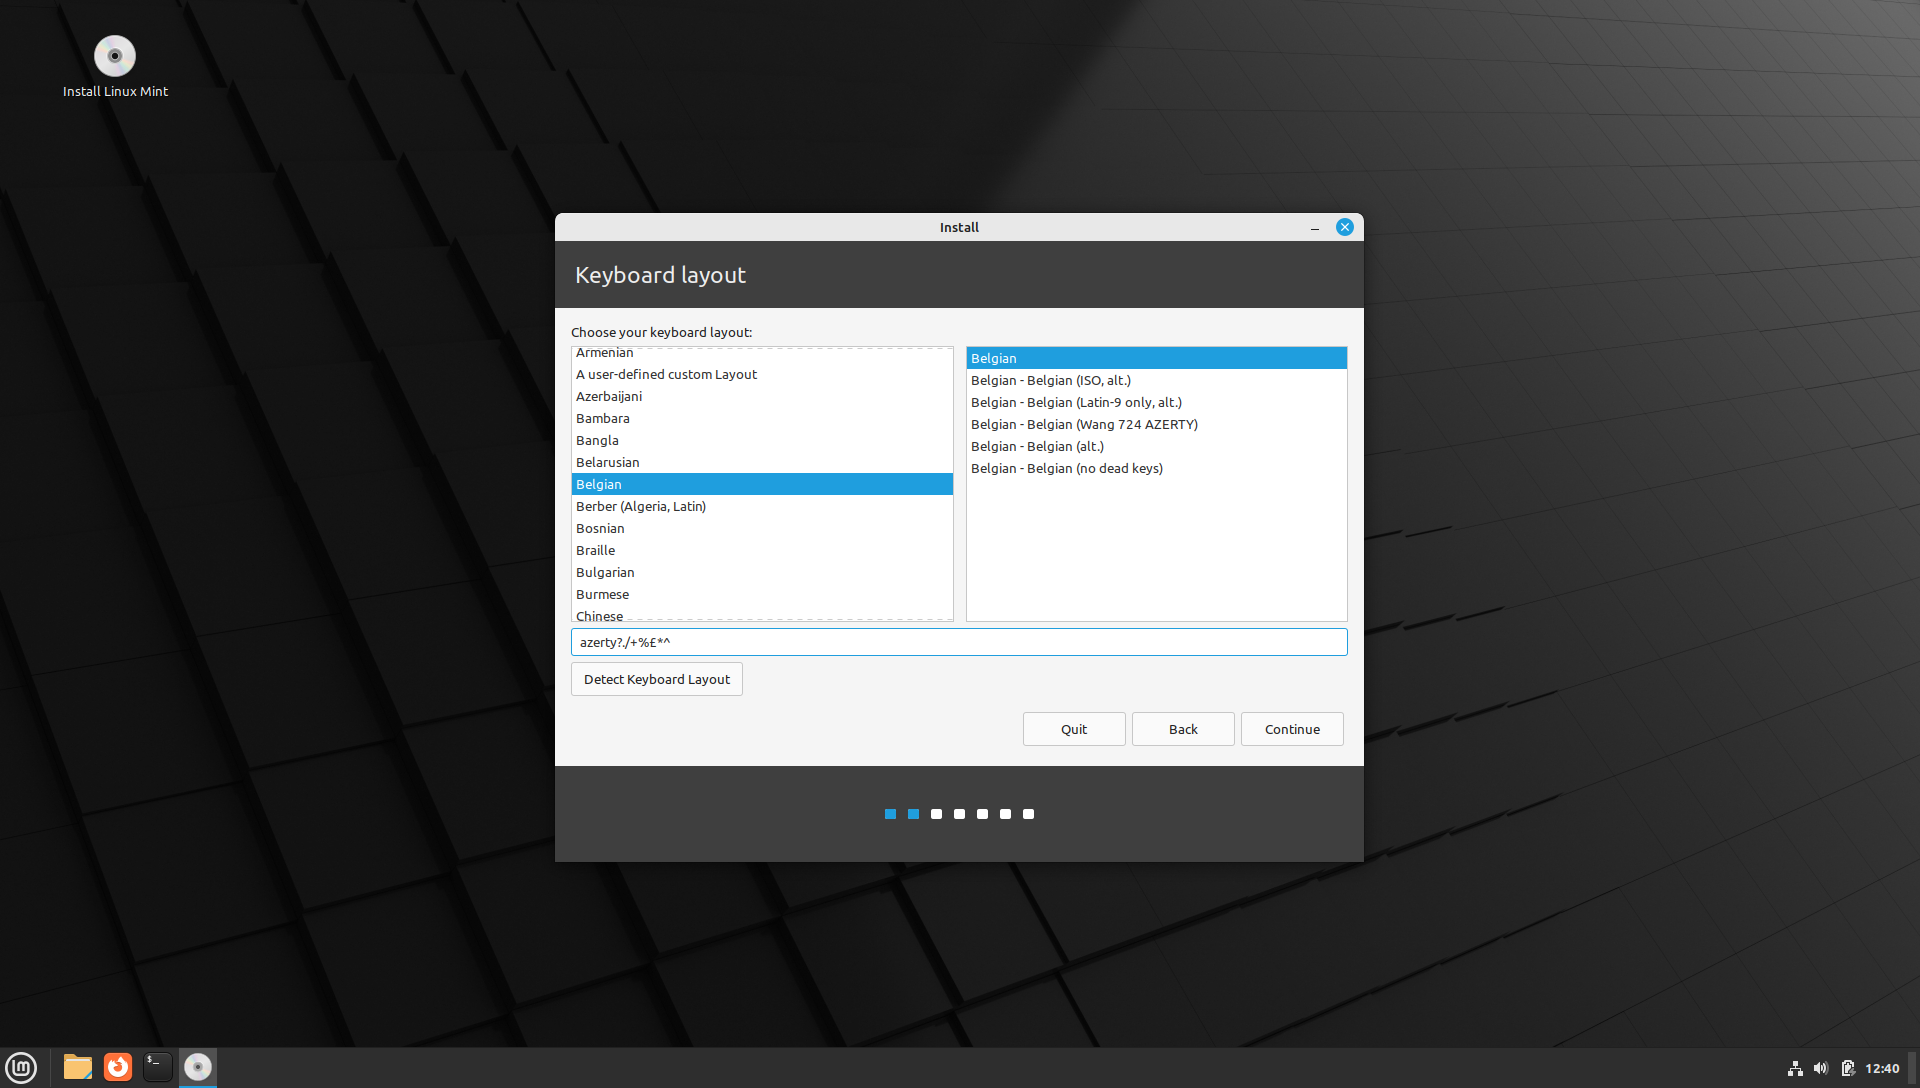 Install Linux Mint
Install
Keyboard layout
Choose your keyboard layout:
Armenian
A user-defined custom Layout
Azerbaijani
Bambara
Bangla
Belarusian
Belgian
Berber (Algeria, Latin)
Bosnian
Braille
Bulgarian
Burmese
Chinese
Belgian
Belgian - Belgian (ISO, alt.)
Belgian - Belgian (Latin-9 only, alt.)
Belgian - Belgian (Wang 724 AZERTY)
Belgian - Belgian (alt.)
Belgian - Belgian (no dead keys)
azerty?./+%£*^
Detect Keyboard Layout
Quit
Back
Continue
$_
12:40